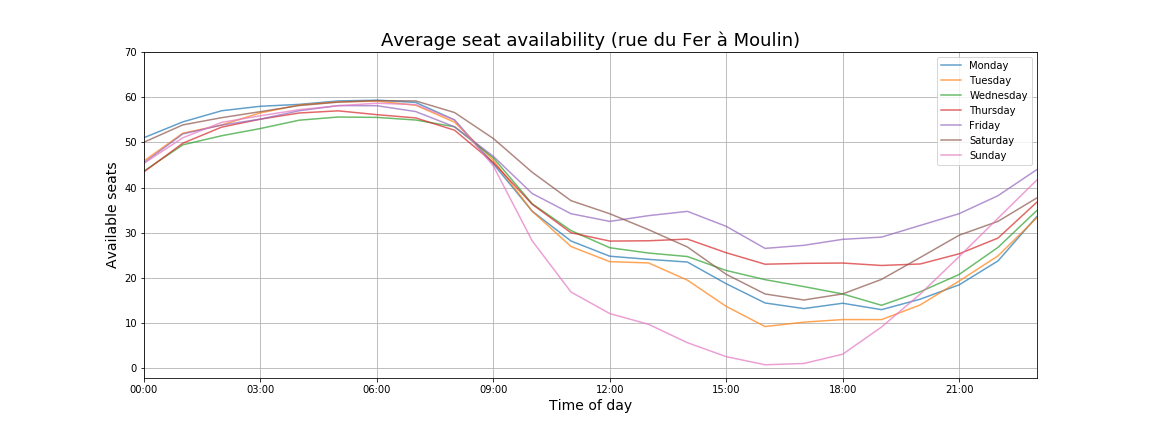 Average seat availability (rue du Fer à Moulin)
70
60
50
40
30
20
10
0
Available seats
Monday
Tuesday
Wednesday
Thursday
Friday
Saturday
Sunday
00:00 03:00 06:00 09:00 12:00 15:00 18:00 21:00
Time of day